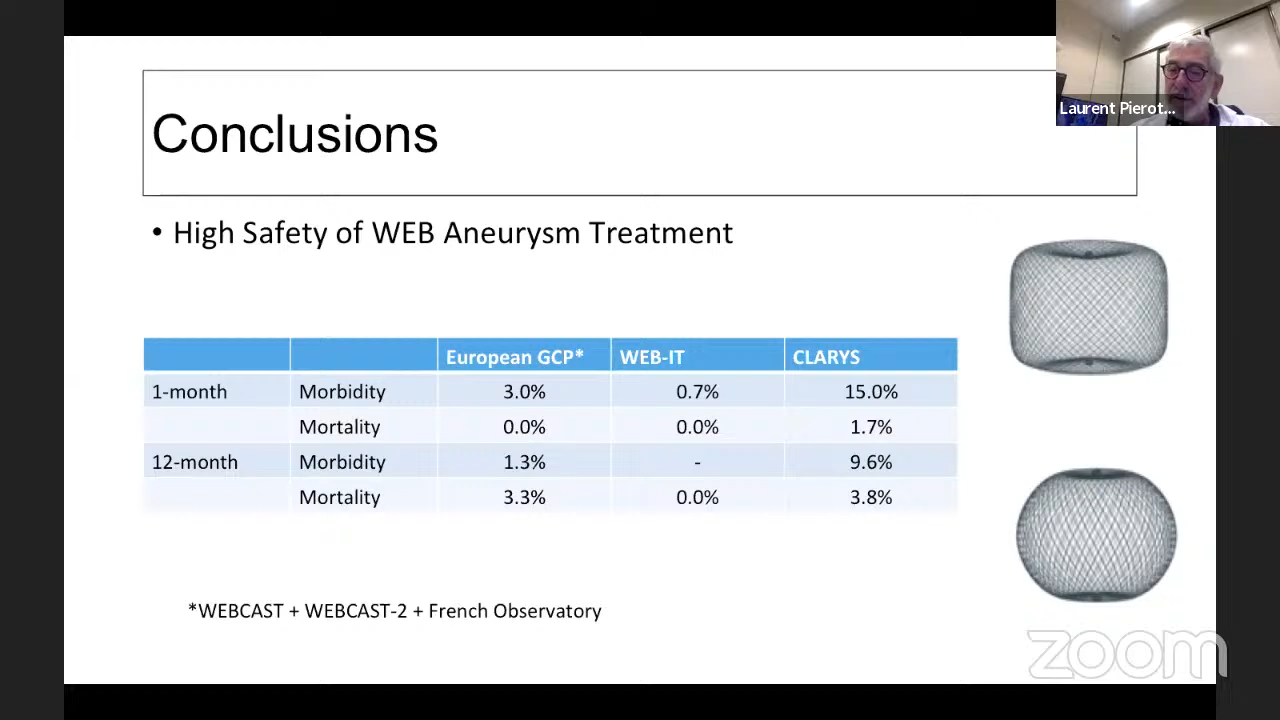 Laurent Pierot...
Conclusions
• High Safety of WEB Aneurysm Treatment
European GCP* WEB-IT CLARYS
1-month Morbidity 3.0% 0.7% 15.0%
Mortality 0.0% 0.0% 1.7%
12-month Morbidity 1.3% - 9.6%
Mortality 3.3% 0.0% 3.8%
*WEBCAST + WEBCAST-2 + French Observatory
zoom